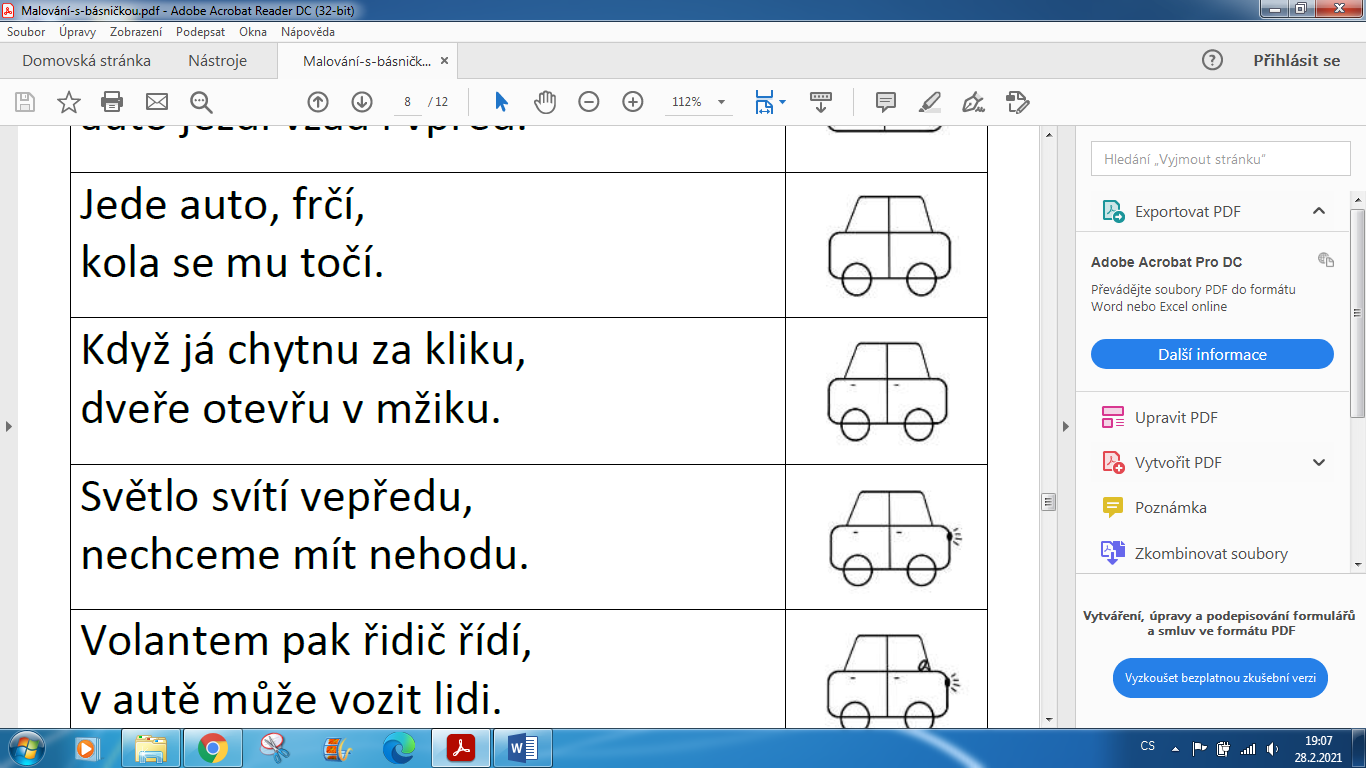 Malování-s-básničkou.pdf - Adobe Acrobat Reader DC (32-bit)
Soubor Úpravy Zobrazení Podepsat Okna Nápověda
Domovská stránka Nástroje Malování-s-básničk... × ? Přihlásit se
8 / 12 112%
auto jezdí vzad i vpřed.
Jede auto, frčí,
kola se mu točí.
Když já chytnu za kliku,
dveře otevřu v mžiku.
Světlo svítí vepředu,
nechceme mít nehodu.
Volantem pak řidič řídí,
v autě může vozit lidi.
Hledání „Vyjmout stránku“
Exportovat PDF
Adobe Acrobat Pro DC
Převádějte soubory PDF do formátu
Word nebo Excel online
Další informace
Upravit PDF
Vytvořit PDF
Poznámka
Zkombinovat soubory
Vytváření, úpravy a podepisování formulářů
a smluv ve formátu PDF
Vyzkoušet bezplatnou zkušební verzi
CS 19:07
28.2.2021